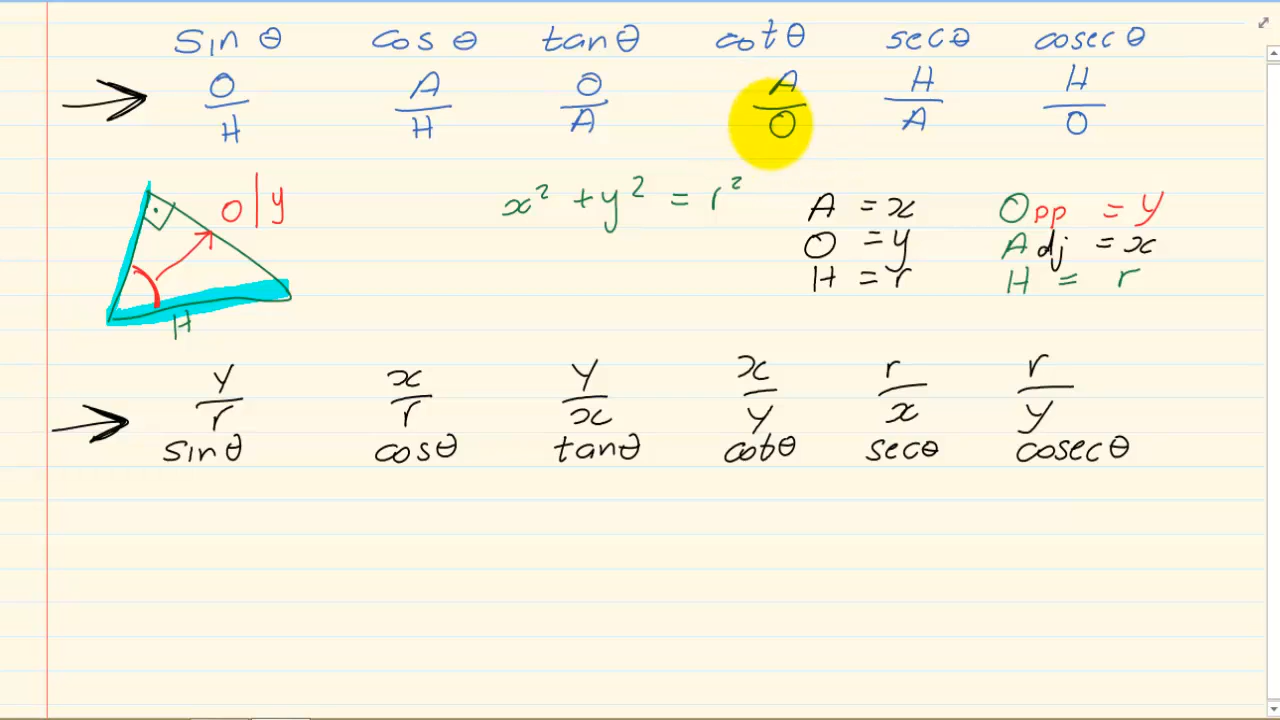 sin θ cos θ tan θ cot θ sec θ cosec θ
O/H A/H O/A A/O H/A H/O
O|y
H
x² + y² = r²
A = x
O = y
H = r
Opp = y
Adj = x
H = r
y/r x/r y/x x/y r/x r/y
sin θ cos θ tan θ cot θ sec θ cosec θ